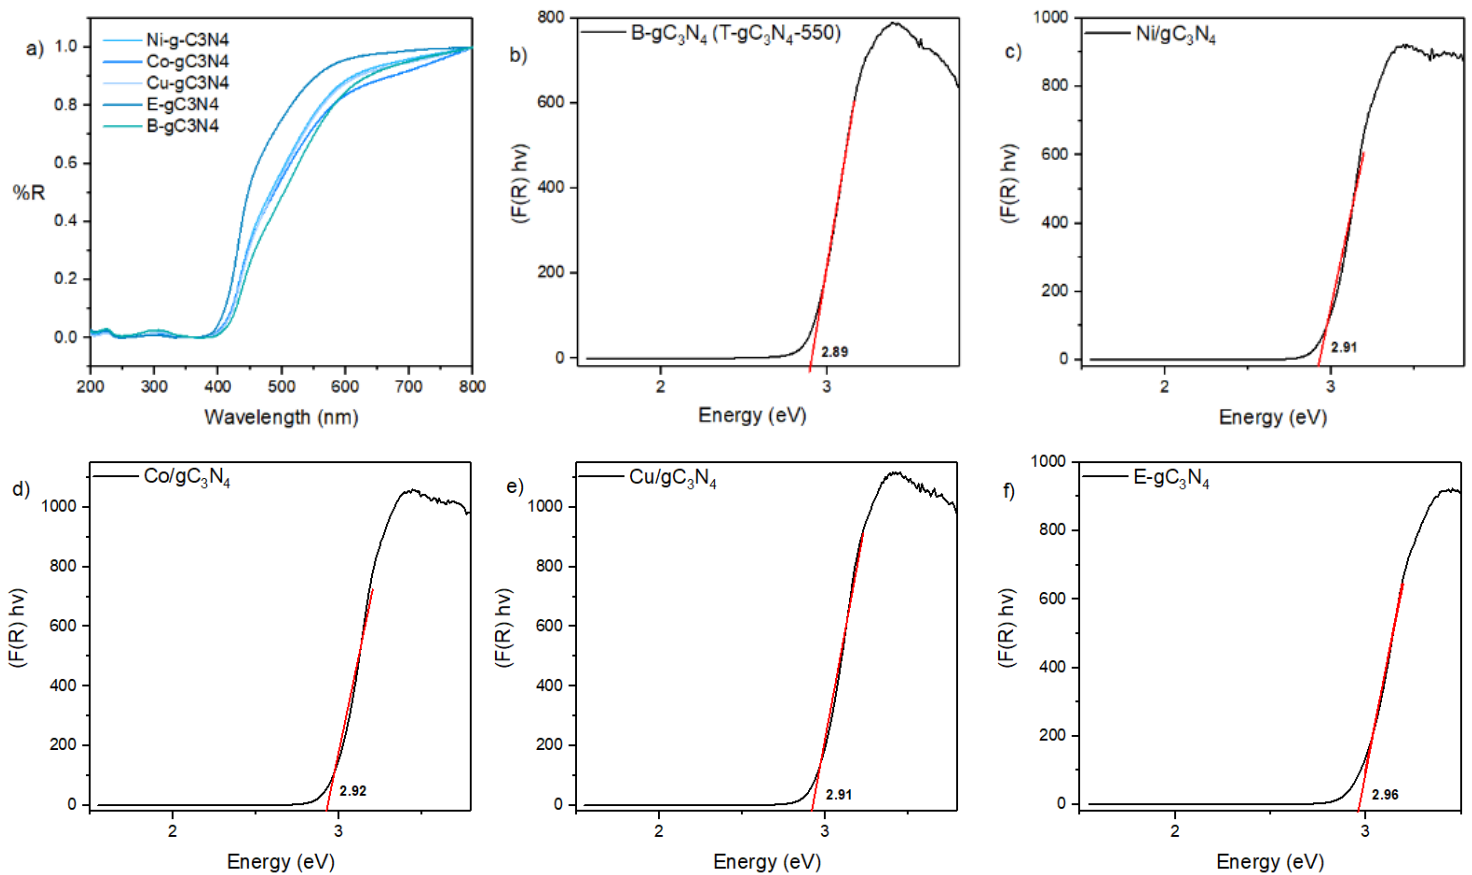 a)
Ni-g-C3N4
Co-gC3N4
Cu-gC3N4
E-gC3N4
B-gC3N4
%R
1.0
0.8
0.6
0.4
0.2
0.0
200 300 400 500 600 700 800
Wavelength (nm)
b)
B-gC₃N₄ (T-gC₃N₄-550)
(F(R) hv)
800
600
400
200
0
2.89
2 3
Energy (eV)
c)
Ni/gC₃N₄
(F(R) hv)
1000
800
600
400
200
0
2.91
2 3
Energy (eV)
d)
Co/gC₃N₄
(F(R) hv)
1000
800
600
400
200
0
2.92
2 3
Energy (eV)
e)
Cu/gC₃N₄
(F(R) hv)
1000
800
600
400
200
0
2.91
2 3
Energy (eV)
f)
E-gC₃N₄
(F(R) hv)
1000
800
600
400
200
0
2.96
2 3
Energy (eV)